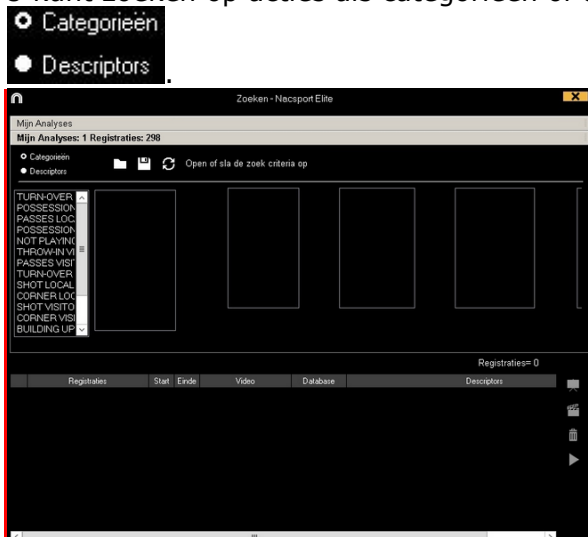 Categorieën
Descriptors .
Zoeken - Nacsport Elite
Mijn Analyses
Mijn Analyses: 1 Registraties: 298
Categorieën
Descriptors
Open of sla de zoek criteria op
TURN-OVER
POSSESSION
PASSES LOC
POSSESSION
NOT PLAYING
THROW-IN VI
PASSES VISI
TURN-OVER
SHOT LOCAL
CORNER LOC
SHOT VISITO
CORNER VISI
BUILDING UP
Registraties= 0
Registraties Start Einde Video Database Descriptors